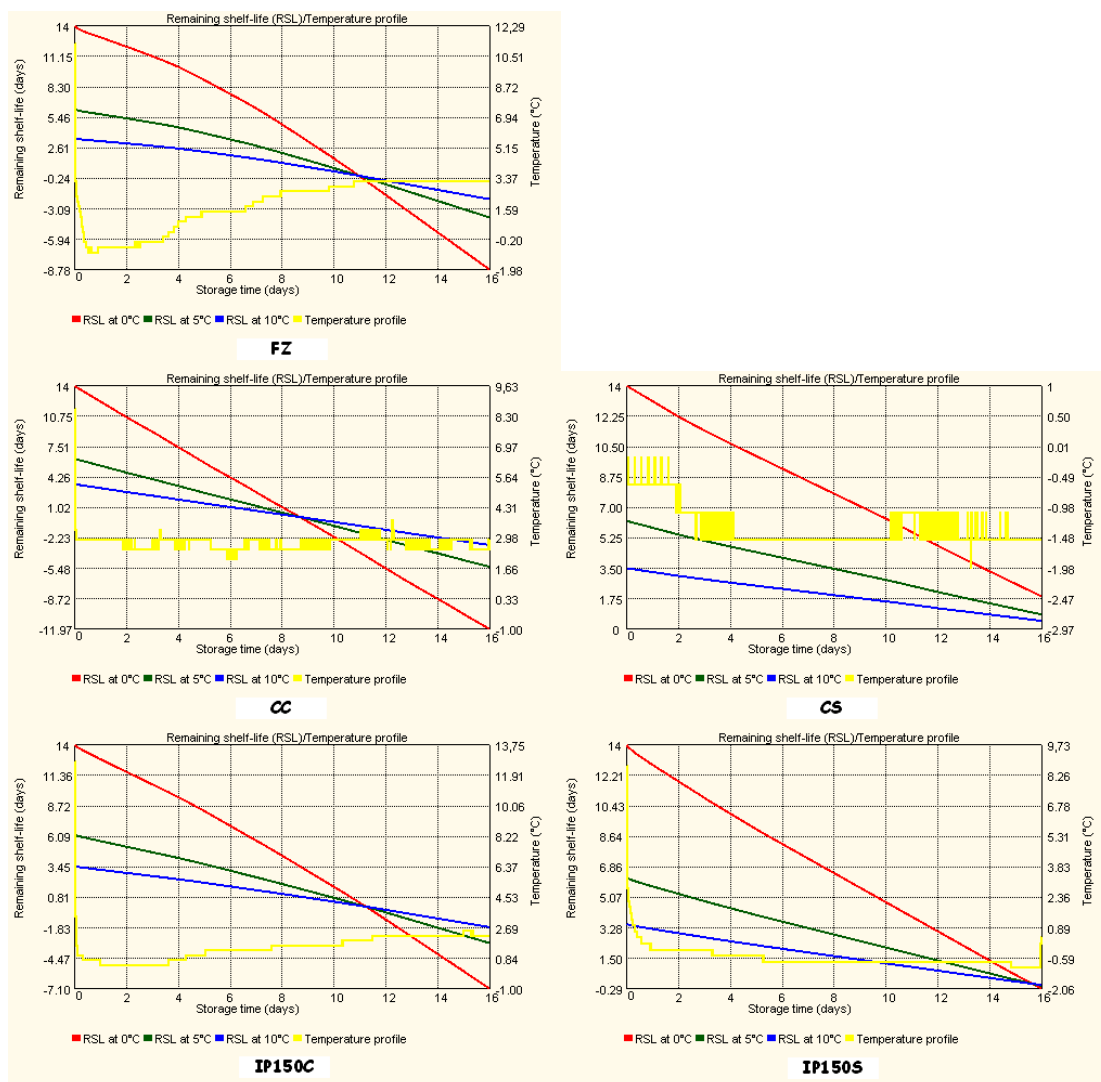 Remaining shelf-life (RSL)/Temperature profile
14 12,29
11.15 10.51
8.30 8.72
5.46 6.94
2.61 5.15
-0.24 3.37
-3.09 1.59
-5.94 -0.20
-8.78 -1.98
Remaining shelf-life (days)
Temperature (°C)
0 2 4 6 8 10 12 14 16
Storage time (days)
RSL at 0°C RSL at 5°C RSL at 10°C Temperature profile
FZ
Remaining shelf-life (RSL)/Temperature profile
14 9,63
10.75 8.30
7.51 6.97
4.26 5.64
1.02 4.31
-2.23 2.98
-5.48 1.66
-8.72 0.33
-11.97 -1.00
Remaining shelf-life (days)
Temperature (°C)
0 2 4 6 8 10 12 14 16
Storage time (days)
RSL at 0°C RSL at 5°C RSL at 10°C Temperature profile
CC
Remaining shelf-life (RSL)/Temperature profile
14 1
12.25 0.50
10.50 0.01
8.75 -0.49
7.00 -0.98
5.25 -1.48
3.50 -1.98
1.75 -2.47
0 -2.97
Remaining shelf-life (days)
Temperature (°C)
0 2 4 6 8 10 12 14 16
Storage time (days)
RSL at 0°C RSL at 5°C RSL at 10°C Temperature profile
CS
Remaining shelf-life (RSL)/Temperature profile
14 13,75
11.36 11.91
8.72 10.06
6.09 8.22
3.45 6.37
0.81 4.53
-1.83 2.69
-4.47 0.84
-7.10 -1.00
Remaining shelf-life (days)
Temperature (°C)
0 2 4 6 8 10 12 14 16
Storage time (days)
RSL at 0°C RSL at 5°C RSL at 10°C Temperature profile
IP150C
Remaining shelf-life (RSL)/Temperature profile
14 9,73
12.21 8.26
10.43 6.78
8.64 5.31
6.86 3.83
5.07 2.36
3.28 0.89
1.50 -0.59
-0.29 -2.06
Remaining shelf-life (days)
Temperature (°C)
0 2 4 6 8 10 12 14 16
Storage time (days)
RSL at 0°C RSL at 5°C RSL at 10°C Temperature profile
IP150S